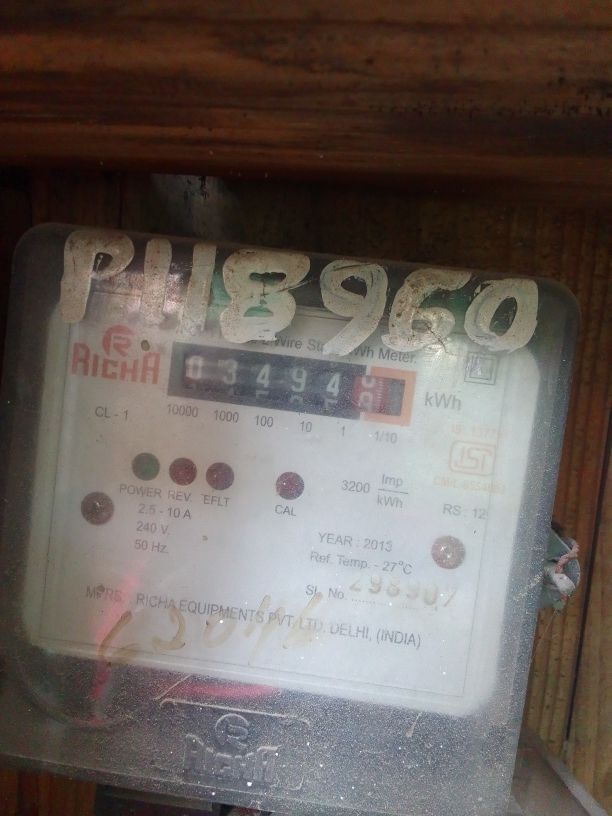 P118960
RICHA
Wire Wh Meter.
0 3 4 9 4
kWh
CL - 1 10000 1000 100 10 1 1/10
POWER REV. EFLT CAL
3200 Imp/kWh
2.5 - 10 A
240 V.
50 Hz.
RS : 12
YEAR : 2013
Ref. Temp. - 27°C
Sl. No. 298907
MFRS. : RICHA EQUIPMENTS PVT. LTD. DELHI, (INDIA)
RICHA